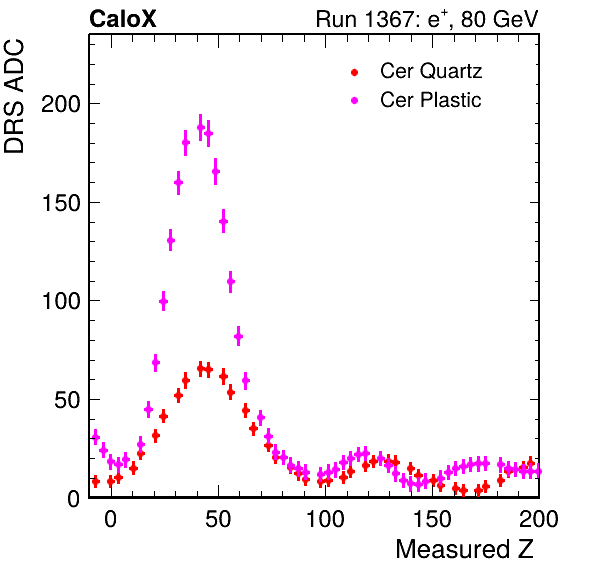 CaloX Run 1367: e⁺, 80 GeV
DRS ADC
Cer Quartz
Cer Plastic
200
150
100
50
0
0 50 100 150 200
Measured Z